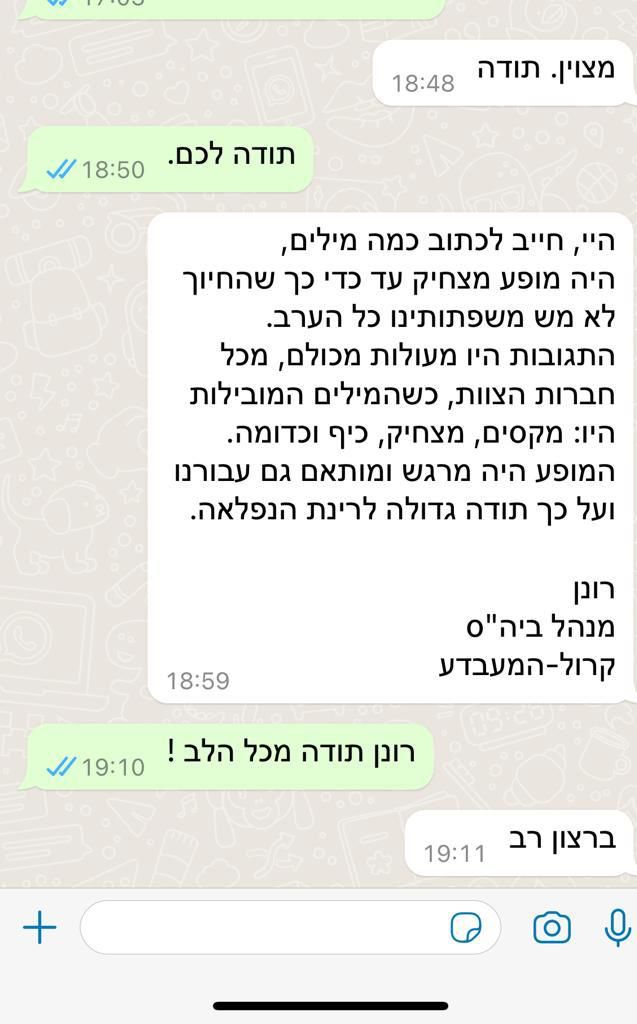 17:05
מצוין. תודה
18:48
תודה לכם.
18:50
היי, חייב לכתוב כמה מילים,
היה מופע מצחיק עד כדי כך שהחיוך
לא מש משפתותינו כל הערב.
התגובות היו מעולות מכולם, מכל
חברות הצוות, כשהמילים המובילות
היו: מקסים, מצחיק, כיף וכדומה.
המופע היה מרגש ומותאם גם עבורנו
ועל כך תודה גדולה לרינת הנפלאה.
רונן
מנהל ביה"ס
קרול-המעבדע
18:59
רונן תודה מכל הלב !
19:10
ברצון רב
19:11